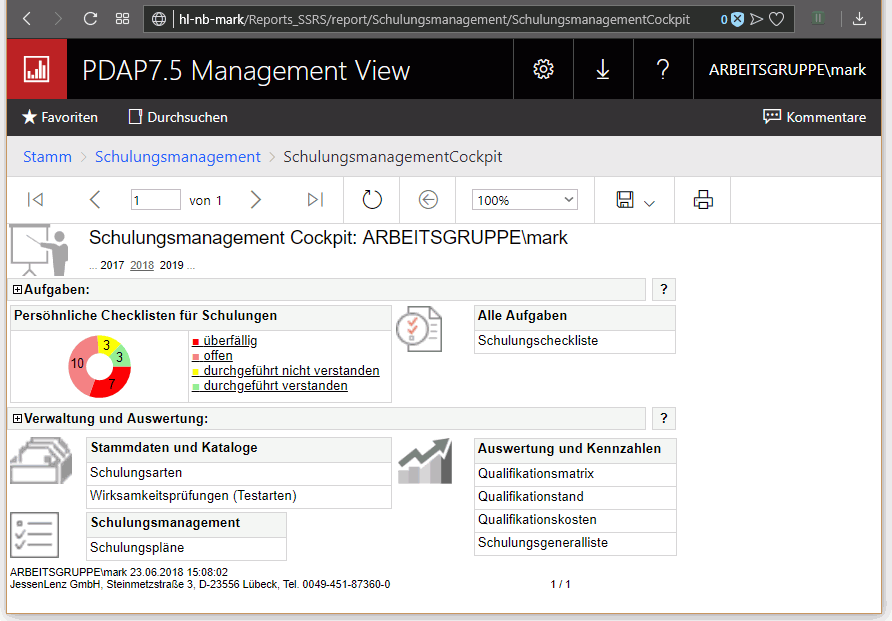 hl-nb-mark/Reports_SSRS/report/Schulungsmanagement/SchulungsmanagementCockpit 0
PDAP7.5 Management View ? ARBEITSGRUPPE\mark
Favoriten Durchsuchen Kommentare
Stamm > Schulungsmanagement > SchulungsmanagementCockpit
1 von 1 100%
Schulungsmanagement Cockpit: ARBEITSGRUPPE\mark
... 2017 2018 2019 ...
Aufgaben: ?
Persöhnliche Checklisten für Schulungen
10 3 3 7
überfällig
offen
durchgeführt nicht verstanden
durchgeführt verstanden
Alle Aufgaben
Schulungscheckliste
Verwaltung und Auswertung: ?
Stammdaten und Kataloge
Schulungsarten
Wirksamkeitsprüfungen (Testarten)
Auswertung und Kennzahlen
Qualifikationsmatrix
Qualifikationstand
Qualifikationskosten
Schulungsgeneralliste
Schulungsmanagement
Schulungspläne
ARBEITSGRUPPE\mark 23.06.2018 15:08:02
JessenLenz GmbH, Steinmetzstraße 3, D-23556 Lübeck, Tel. 0049-451-87360-0 1 / 1